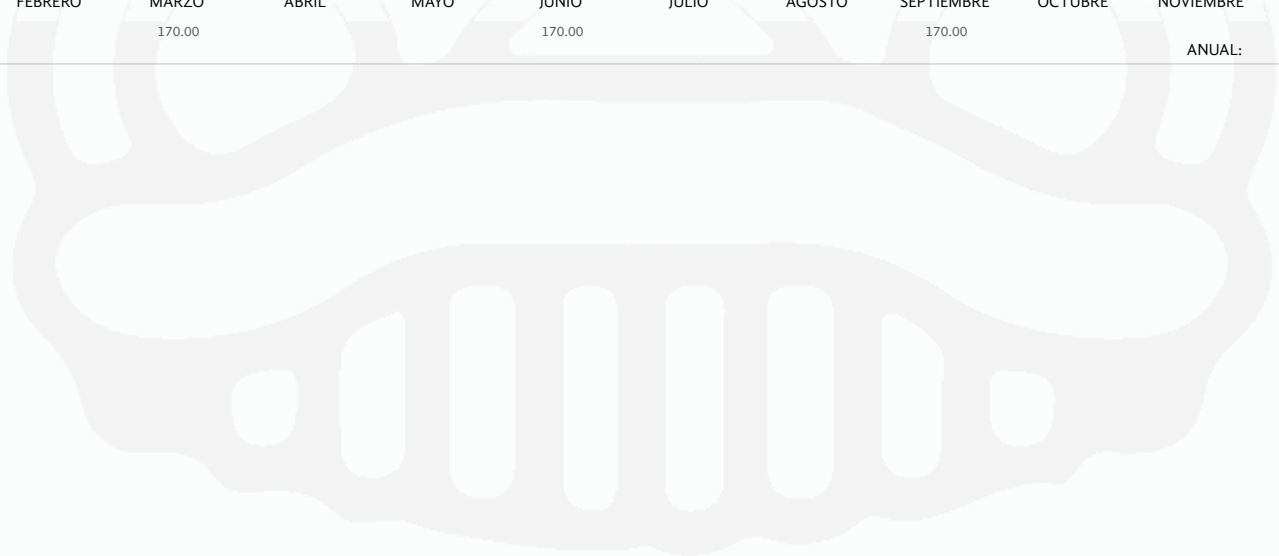 FEBRERO MARZO ABRIL MAYO JUNIO JULIO AGOSTO SEPTIEMBRE OCTUBRE NOVIEMBRE
170.00 170.00 170.00
ANUAL: